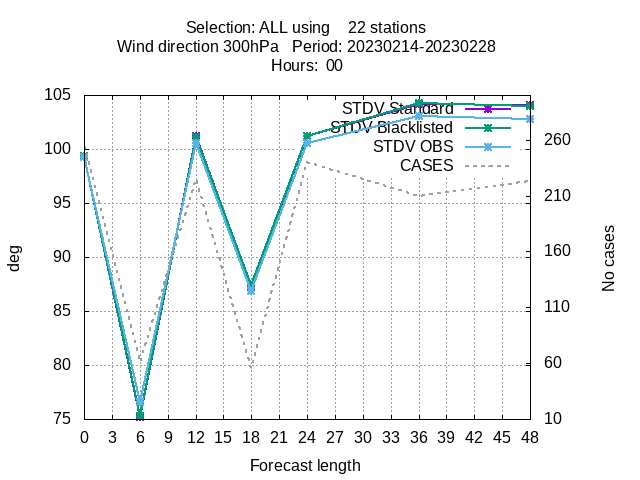 Selection: ALL using 22 stations
Wind direction 300hPa Period: 20230214-20230228
Hours: 00
105
100
95
90
85
80
75
deg
STDV Standard
STDV Blacklisted
STDV OBS
CASES
260
210
160
110
60
10
No cases
0 3 6 9 12 15 18 21 24 27 30 33 36 39 42 45 48
Forecast length